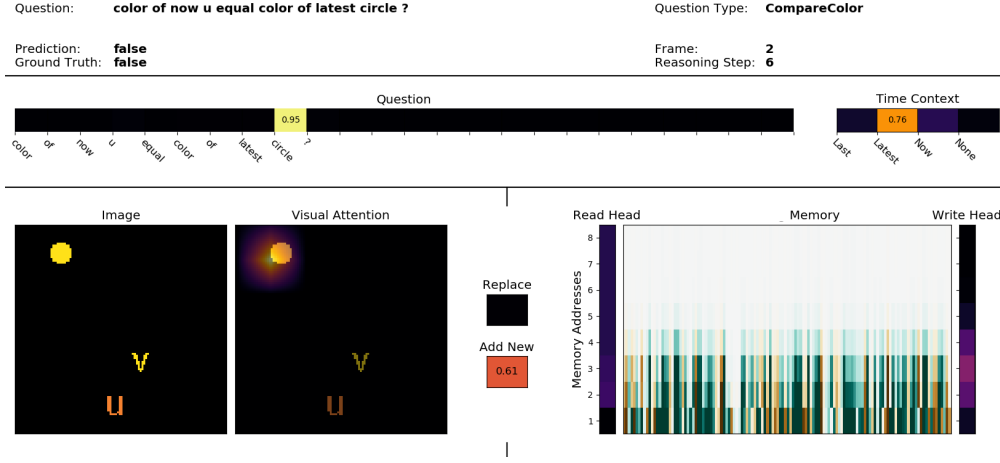 Question: color of now u equal color of latest circle ?
Question Type: CompareColor
Prediction: false
Ground Truth: false
Frame: 2
Reasoning Step: 6
Question
0.95
color of now u equal color of latest circle ?
Time Context
0.76
Last Latest Now None
Image
v
u
Visual Attention
v
u
Replace
Add New
0.61
Read Head
Memory
Write Head
Memory Addresses
8
7
6
5
4
3
2
1